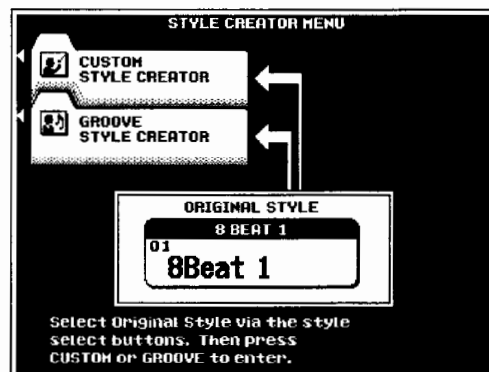 STYLE CREATOR MENU
CUSTOM
STYLE CREATOR
GROOVE
STYLE CREATOR
ORIGINAL STYLE
8 BEAT 1
01
8Beat 1
Select Original Style via the style
select buttons. Then press
CUSTOM or GROOVE to enter.